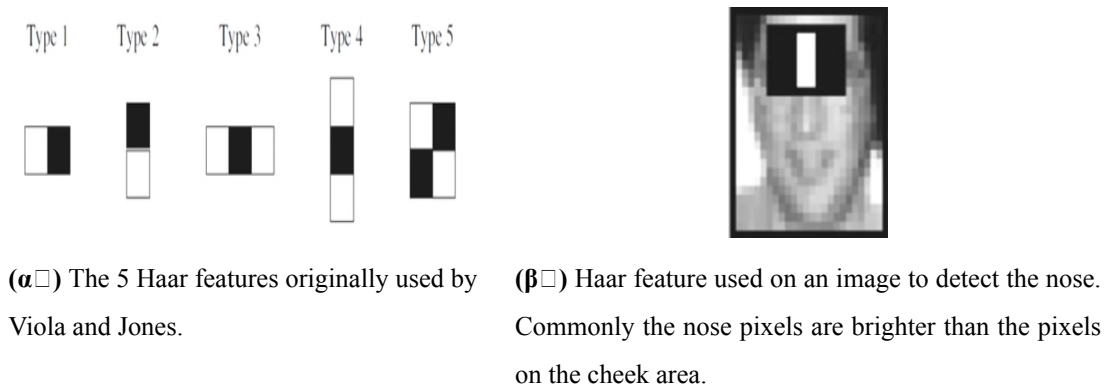 Type 1 Type 2 Type 3 Type 4 Type 5
(α□) The 5 Haar features originally used by
Viola and Jones.
(β□) Haar feature used on an image to detect the nose.
Commonly the nose pixels are brighter than the pixels
on the cheek area.